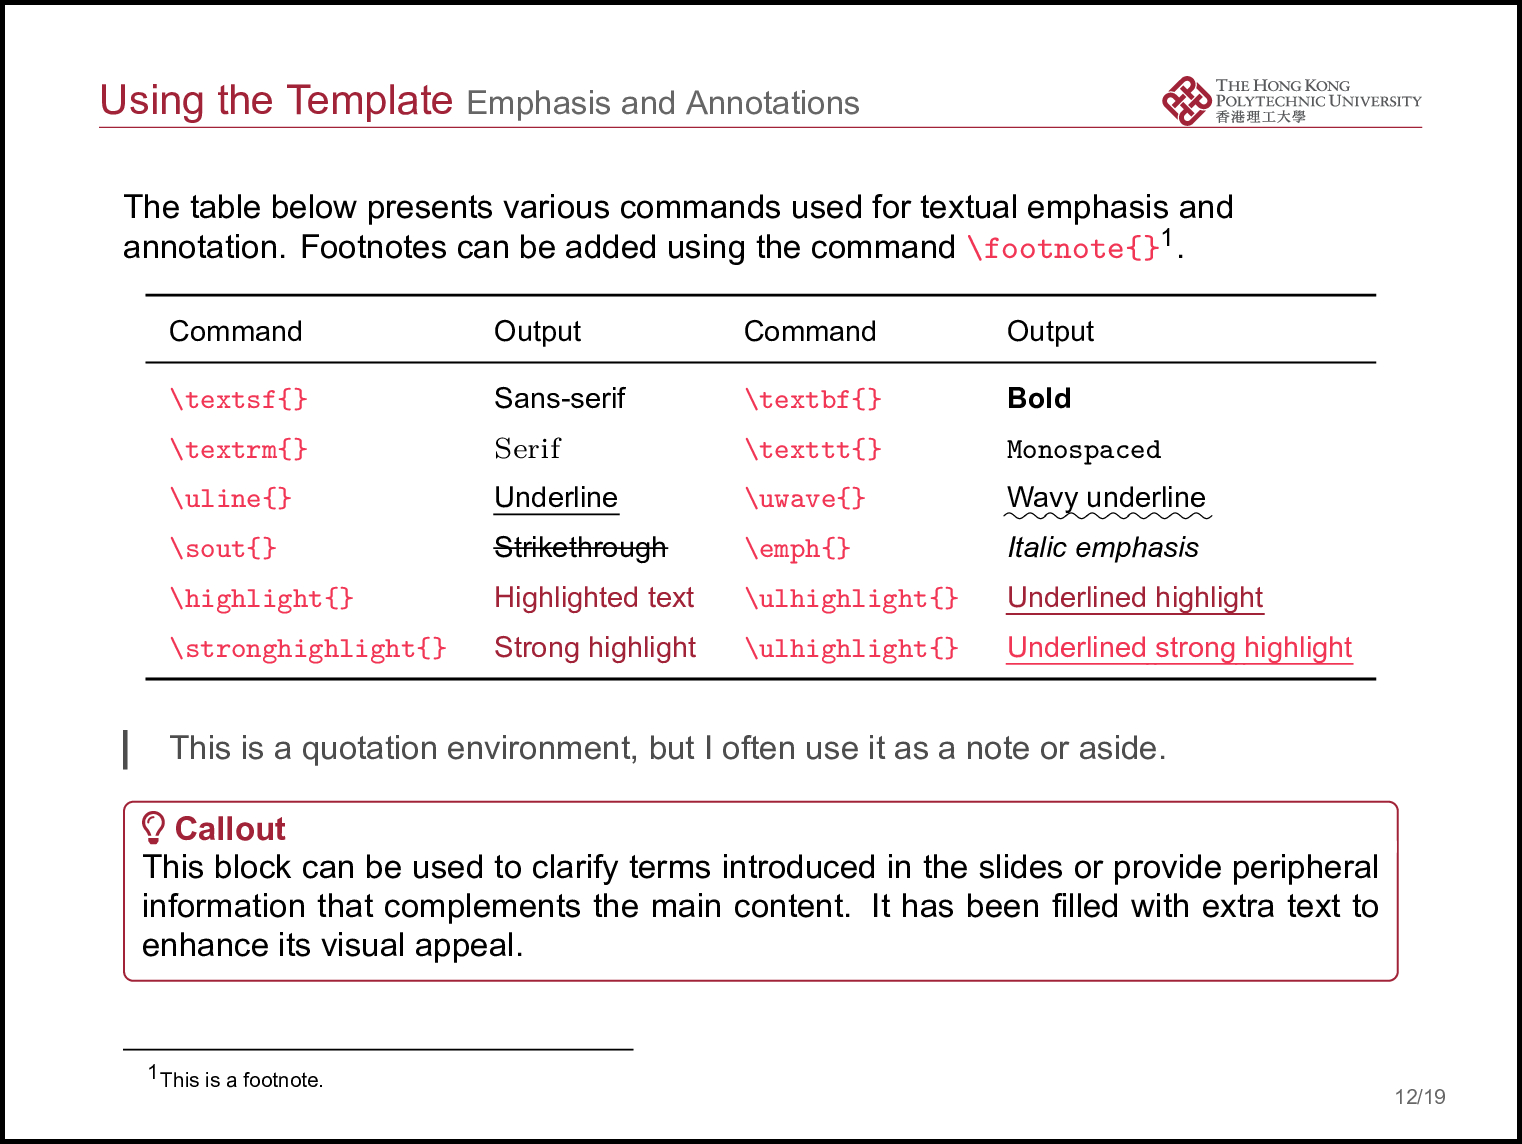 Using the Template Emphasis and Annotations
THE HONG KONG
POLYTECHNIC UNIVERSITY
香港理工大學
The table below presents various commands used for textual emphasis and
annotation. Footnotes can be added using the command \footnote{}1.
Command Output Command Output
\textsf{} Sans-serif \textbf{} Bold
\textrm{} Serif \texttt{} Monospaced
\uline{} Underline \uwave{} Wavy underline
\sout{} Strikethrough \emph{} Italic emphasis
\highlight{} Highlighted text \ulhighlight{} Underlined highlight
\stronghighlight{} Strong highlight \ulhighlight{} Underlined strong highlight
This is a quotation environment, but I often use it as a note or aside.
Callout
This block can be used to clarify terms introduced in the slides or provide peripheral
information that complements the main content. It has been filled with extra text to
enhance its visual appeal.
1This is a footnote.
12/19